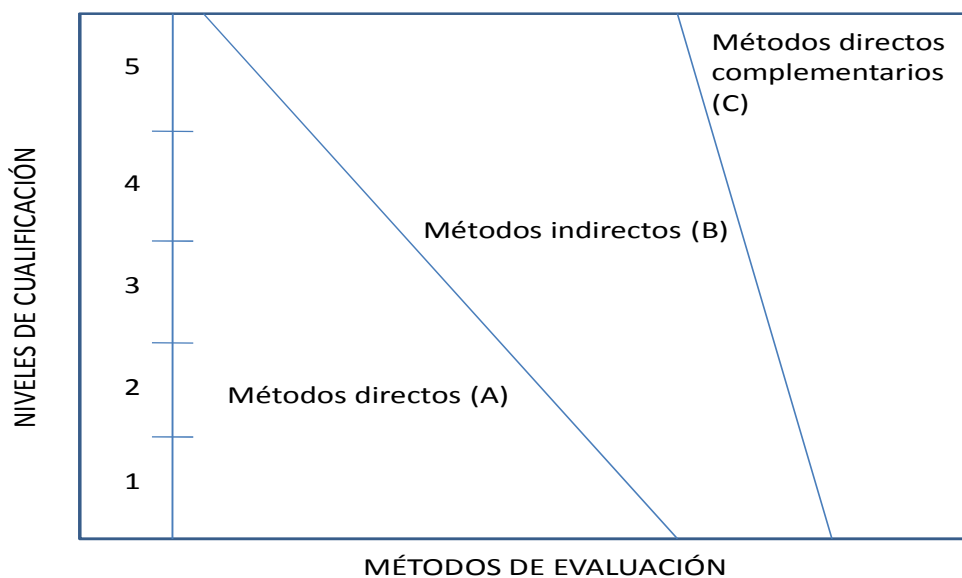 Métodos directos
complementarios
(C)
5
4
Métodos indirectos (B)
3
2
Métodos directos (A)
1
NIVELES DE CUALIFICACIÓN
MÉTODOS DE EVALUACIÓN